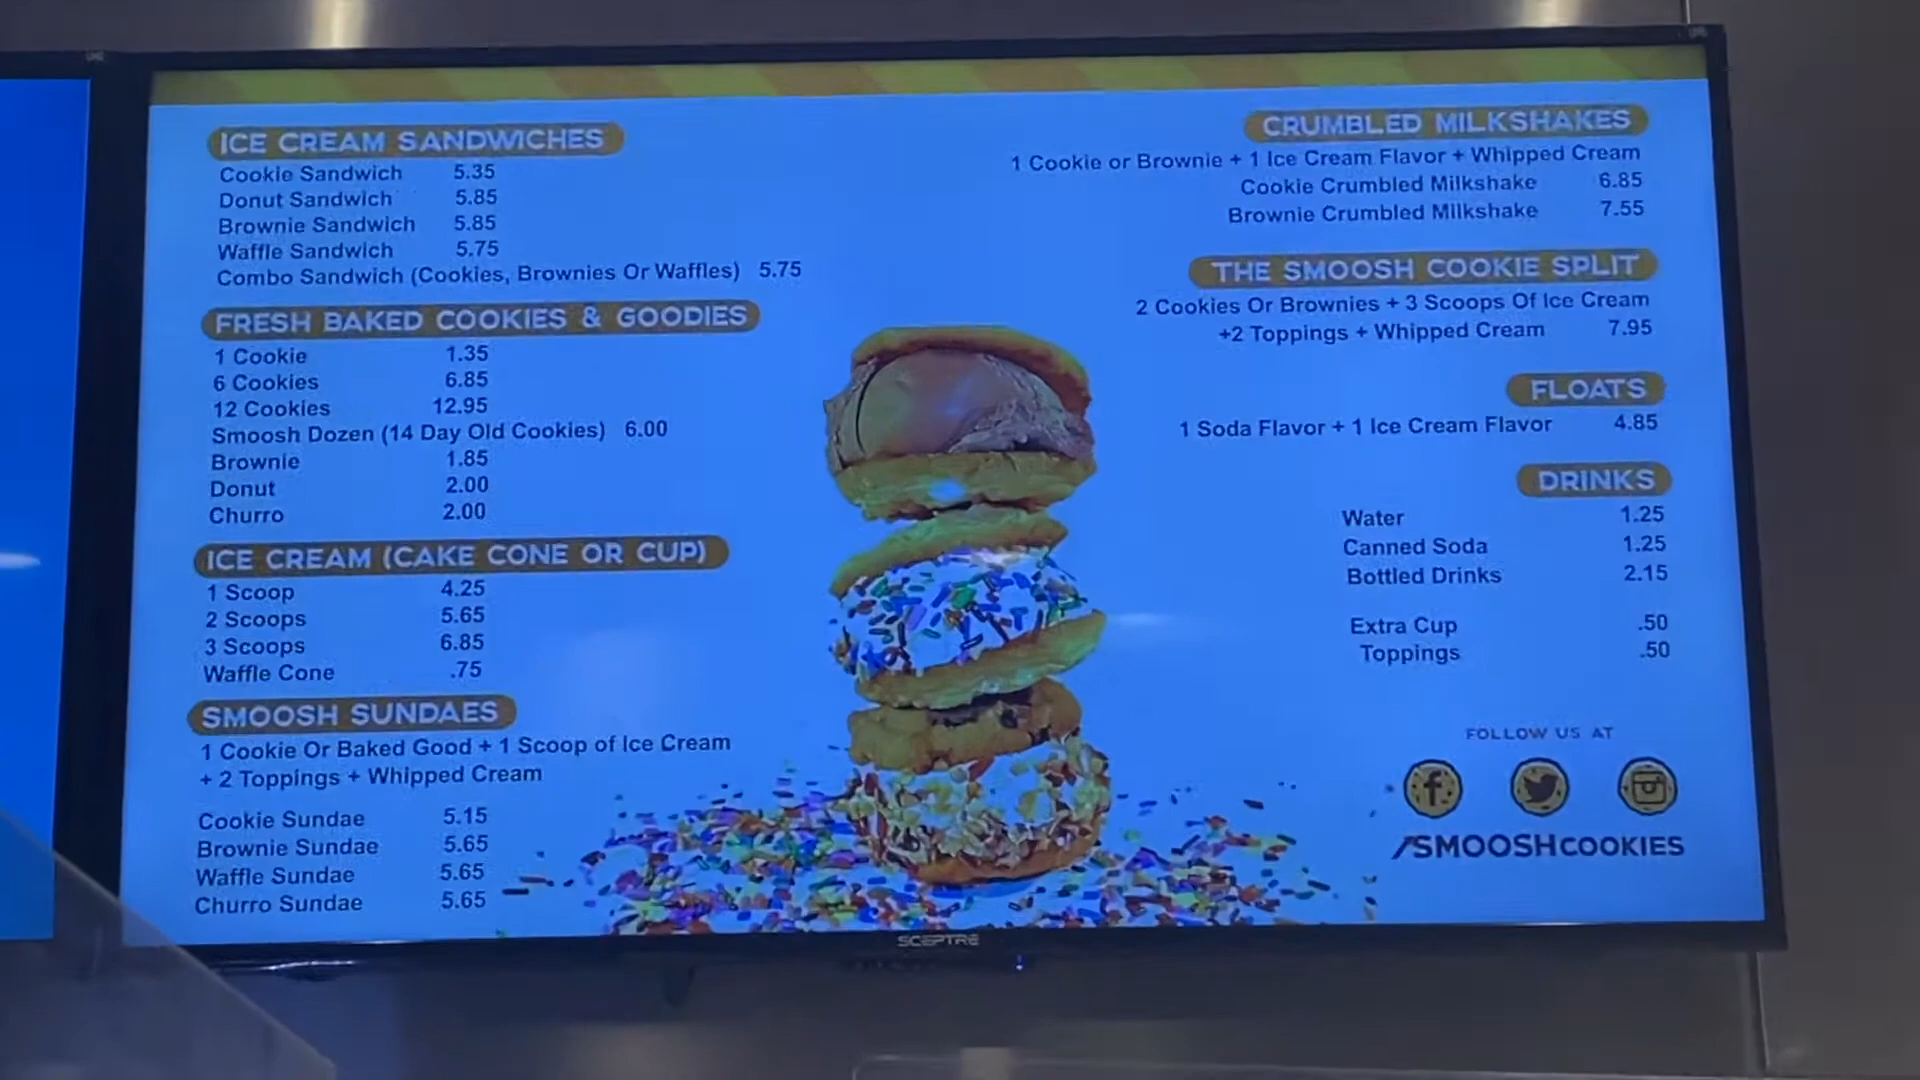 ICE CREAM SANDWICHES
Cookie Sandwich 5.35
Donut Sandwich 5.85
Brownie Sandwich 5.85
Waffle Sandwich 5.75
Combo Sandwich (Cookies, Brownies Or Waffles) 5.75
FRESH BAKED COOKIES & GOODIES
1 Cookie 1.35
6 Cookies 6.85
12 Cookies 12.95
Smoosh Dozen (14 Day Old Cookies) 6.00
Brownie 1.85
Donut 2.00
Churro 2.00
ICE CREAM (CAKE CONE OR CUP)
1 Scoop 4.25
2 Scoops 5.65
3 Scoops 6.85
Waffle Cone .75
SMOOSH SUNDAES
1 Cookie Or Baked Good + 1 Scoop of Ice Cream
+ 2 Toppings + Whipped Cream
Cookie Sundae 5.15
Brownie Sundae 5.65
Waffle Sundae 5.65
Churro Sundae 5.65
CRUMBLED MILKSHAKES
1 Cookie or Brownie + 1 Ice Cream Flavor + Whipped Cream
Cookie Crumbled Milkshake 6.85
Brownie Crumbled Milkshake 7.55
THE SMOOSH COOKIE SPLIT
2 Cookies Or Brownies + 3 Scoops Of Ice Cream
+2 Toppings + Whipped Cream 7.95
FLOATS
1 Soda Flavor + 1 Ice Cream Flavor 4.85
DRINKS
Water 1.25
Canned Soda 1.25
Bottled Drinks 2.15
Extra Cup .50
Toppings .50
FOLLOW US AT
/SMOOSHCOOKIES
SCEPTRE